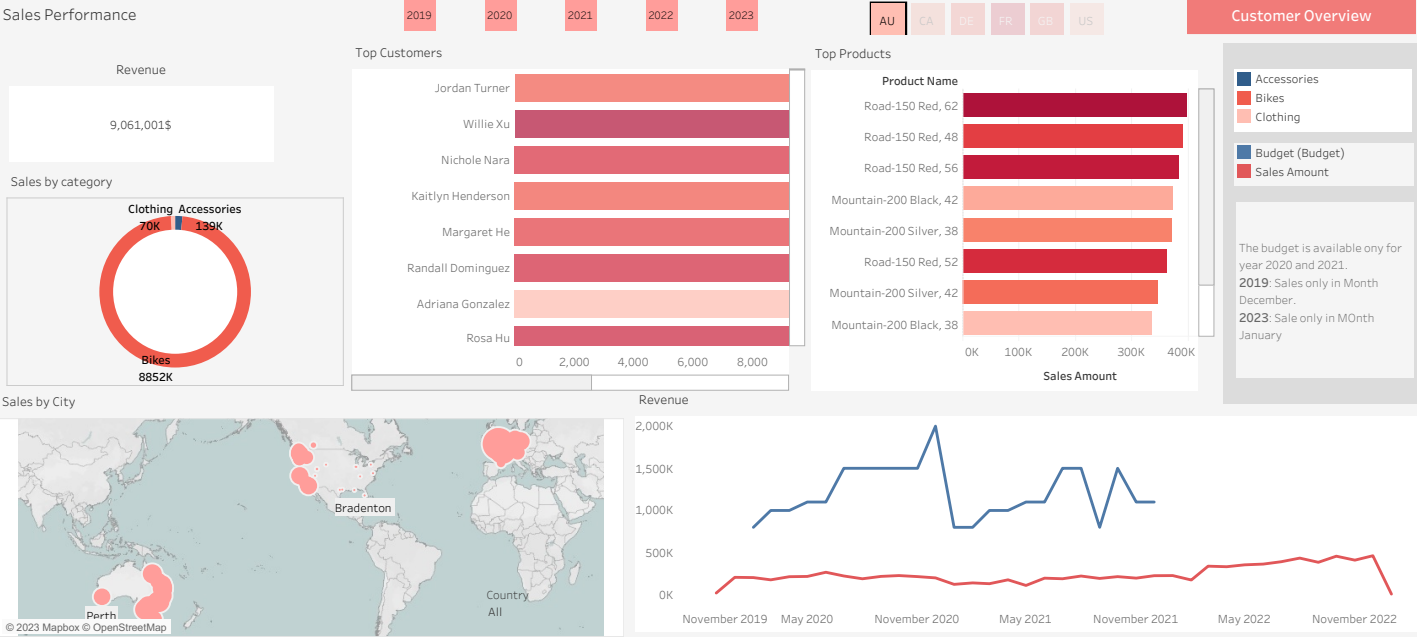 Sales Performance
2019
2020
2021
2022
2023
AU
CA
DE
FR
GB
US
Customer Overview
Revenue
9,061,001$
Sales by category
Clothing
Accessories
70K
139K
Bikes
8852K
Top Customers
Jordan Turner
Willie Xu
Nichole Nara
Kaitlyn Henderson
Margaret He
Randall Dominguez
Adriana Gonzalez
Rosa Hu
0
2,000
4,000
6,000
8,000
Top Products
Product Name
Road-150 Red, 62
Road-150 Red, 48
Road-150 Red, 56
Mountain-200 Black, 42
Mountain-200 Silver, 38
Road-150 Red, 52
Mountain-200 Silver, 42
Mountain-200 Black, 38
0K
100K
200K
300K
400K
Sales Amount
Accessories
Bikes
Clothing
Budget (Budget)
Sales Amount
The budget is available ony for
year 2020 and 2021.
2019: Sales only in Month
December.
2023: Sale only in MOnth
January
Sales by City
Bradenton
Perth
Country
All
© 2023 Mapbox © OpenStreetMap
Revenue
2,000K
1,500K
1,000K
500K
0K
November 2019
May 2020
November 2020
May 2021
November 2021
May 2022
November 2022